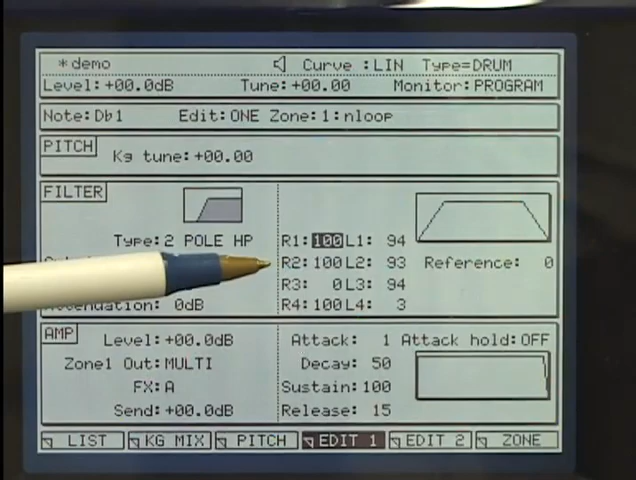 *demo Curve :LIN Type=DRUM
Level:+00.0dB Tune:+00.00 Monitor:PROGRAM
Note:Db1 Edit:ONE Zone:1:nloop
PITCH
Kg tune:+00.00
FILTER
Type:2 POLE HP R1:100 L1: 94
R2:100 L2: 93 Reference: 0
R3: 0 L3: 94
Attenuation: 0dB R4:100 L4: 3
AMP
Level:+00.0dB Attack: 1 Attack hold:OFF
Zone1 Out:MULTI Decay: 50
FX:A Sustain:100
Send:+00.0dB Release: 15
LIST KG MIX PITCH EDIT 1 EDIT 2 ZONE